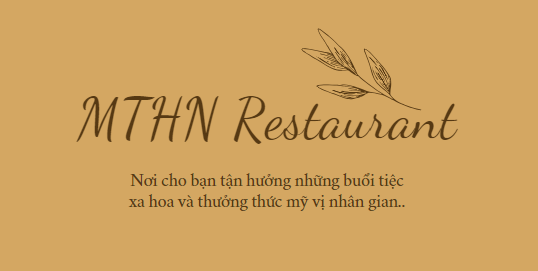 MTHN Restaurant
Nơi cho bạn tận hưởng những buổi tiệc
xa hoa và thưởng thức mỹ vị nhân gian..